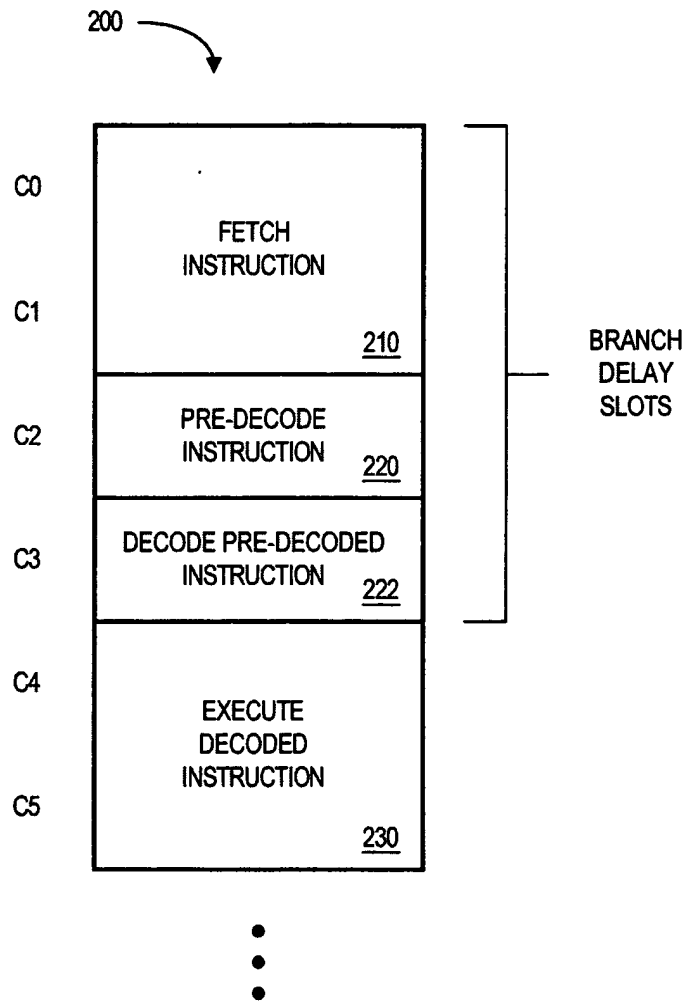 200
C0
FETCH
INSTRUCTION
C1
210
BRANCH
DELAY
SLOTS
C2
PRE-DECODE
INSTRUCTION
220
C3
DECODE PRE-DECODED
INSTRUCTION
222
C4
EXECUTE
DECODED
INSTRUCTION
C5
230